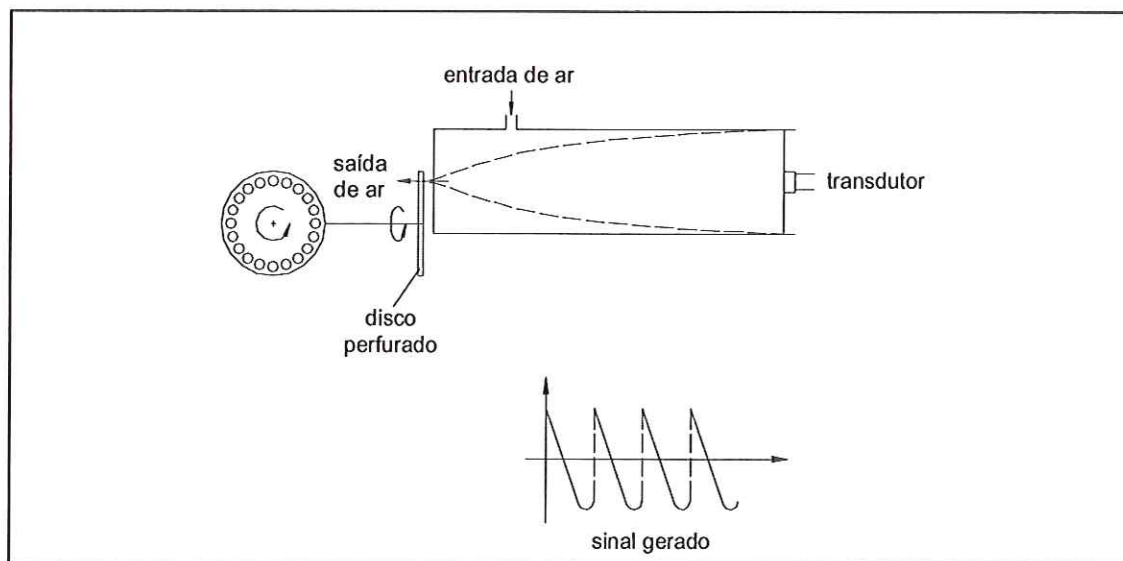 entrada de ar
saída
de ar
transdutor
disco
perfurado
sinal gerado